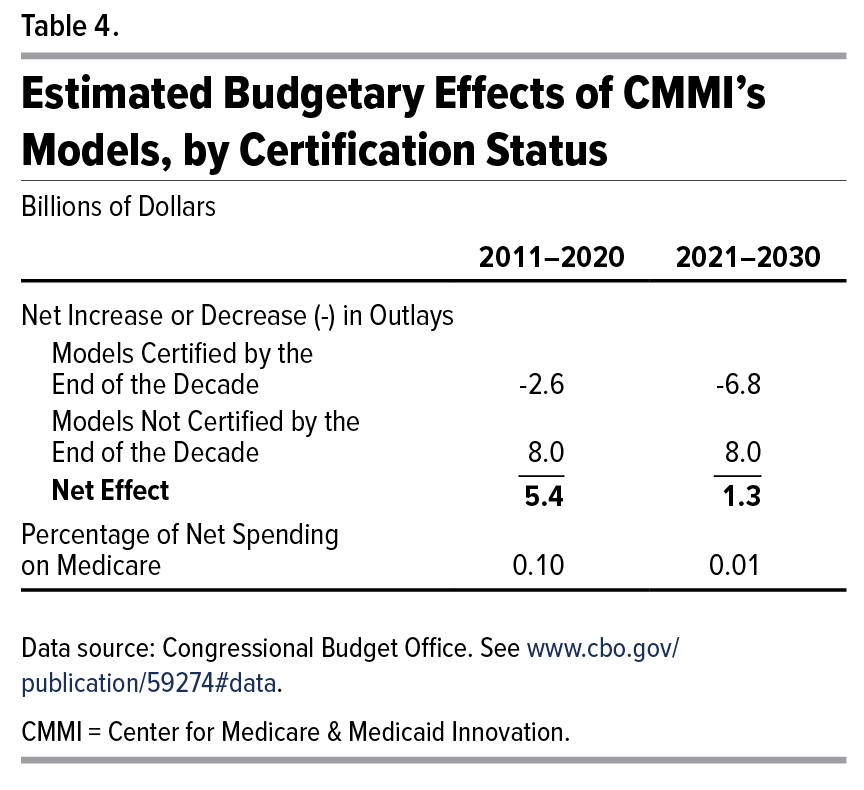 Table 4.
Estimated Budgetary Effects of CMMI’s
Models, by Certification Status
Billions of Dollars
2011–2020 2021–2030
Net Increase or Decrease (-) in Outlays
Models Certified by the
End of the Decade -2.6 -6.8
Models Not Certified by the
End of the Decade 8.0 8.0
Net Effect 5.4 1.3
Percentage of Net Spending
on Medicare 0.10 0.01
Data source: Congressional Budget Office. See www.cbo.gov/
publication/59274#data.
CMMI = Center for Medicare & Medicaid Innovation.